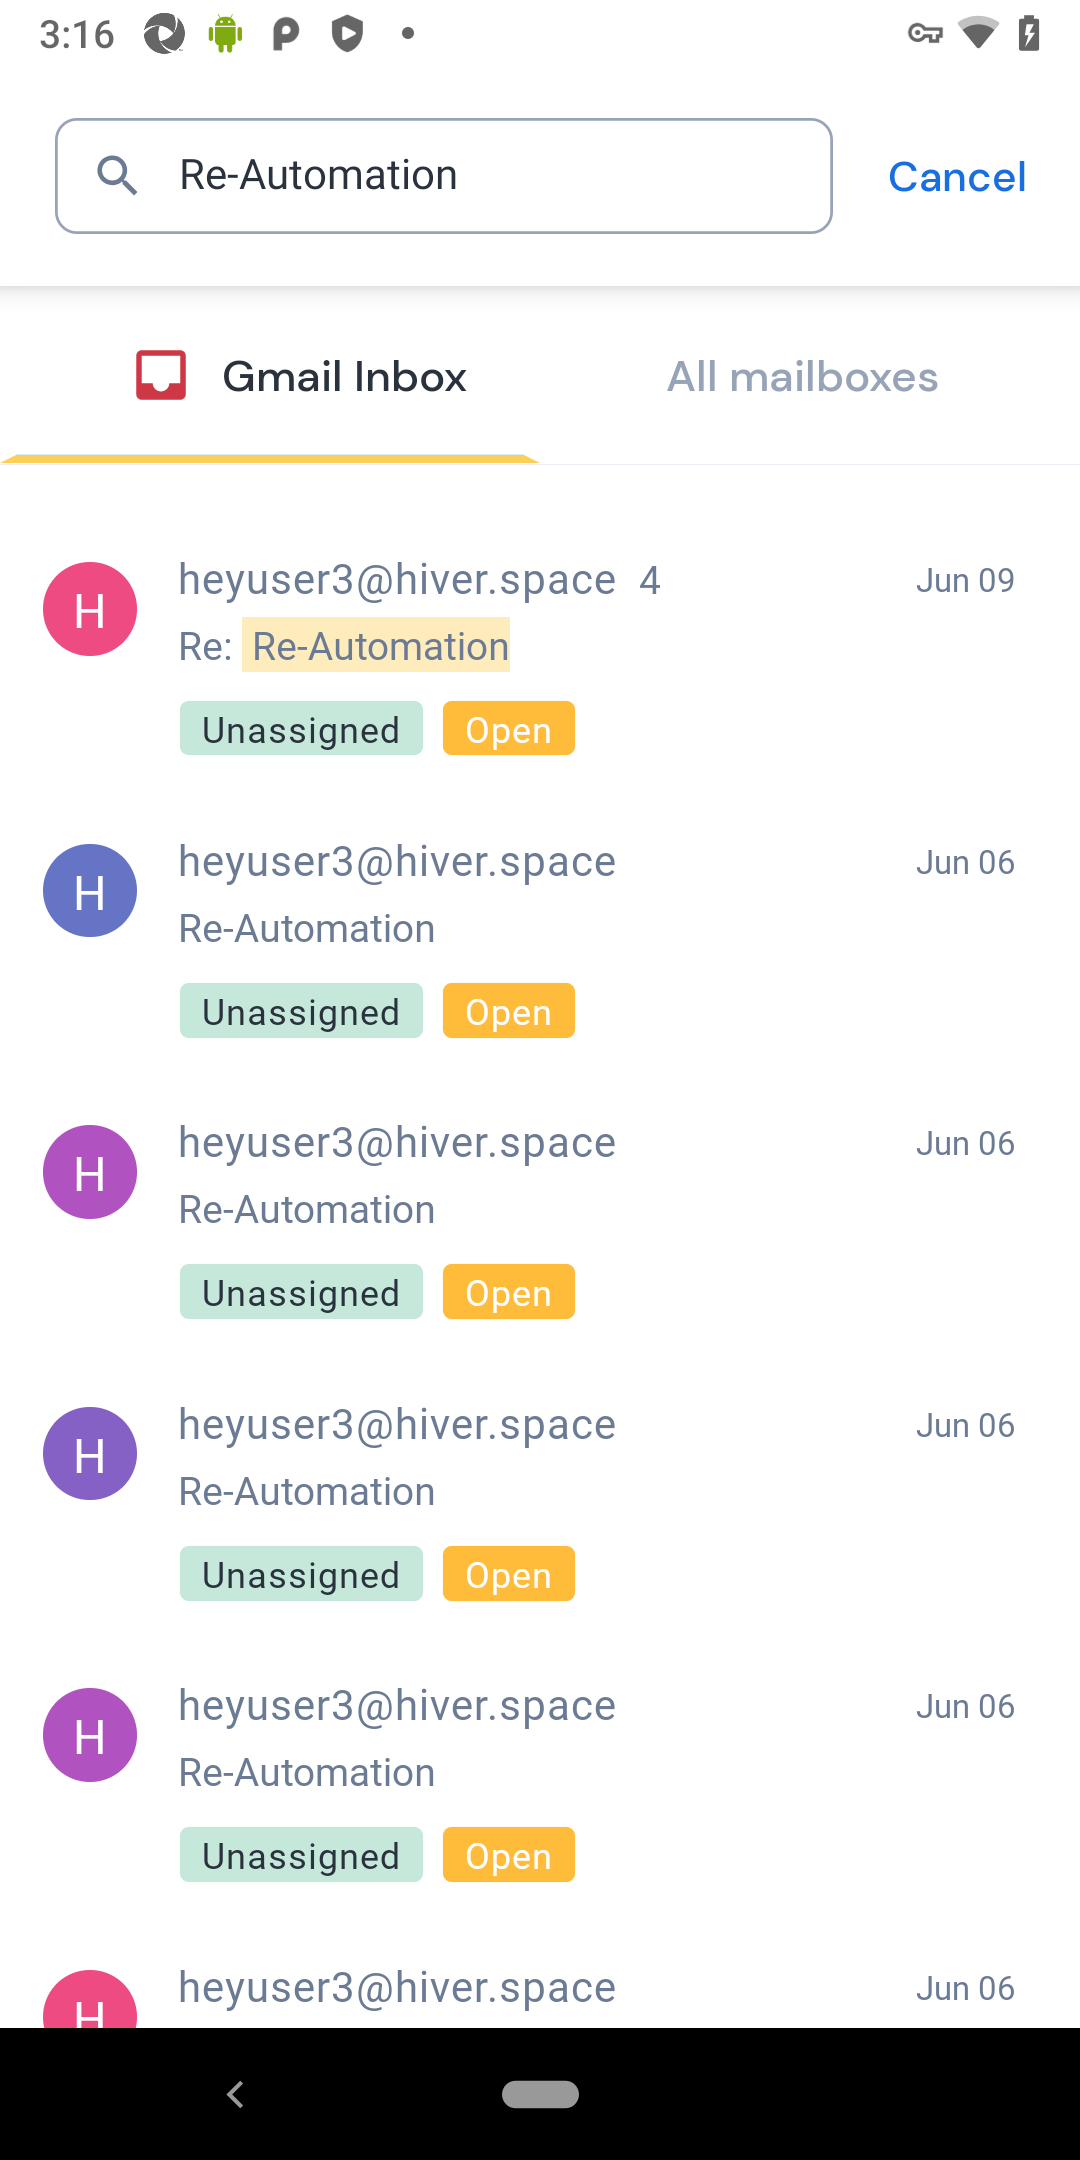 3:16
Re-Automation
Cancel
Gmail Inbox
All mailboxes
H
heyuser3@hiver.space 4
Jun 09
Re: Re-Automation
Unassigned
Open
H
heyuser3@hiver.space
Jun 06
Re-Automation
Unassigned
Open
H
heyuser3@hiver.space
Jun 06
Re-Automation
Unassigned
Open
H
heyuser3@hiver.space
Jun 06
Re-Automation
Unassigned
Open
H
heyuser3@hiver.space
Jun 06
Re-Automation
Unassigned
Open
H
heyuser3@hiver.space
Jun 06